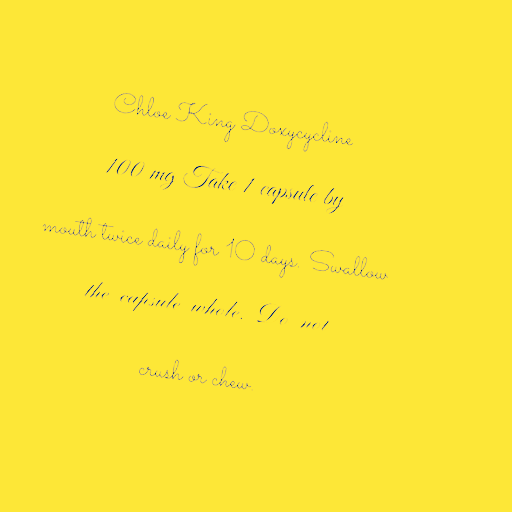 Chloe King Doxycycline
100 mg Take 1 capsule by
mouth twice daily for 10 days. Swallow
the capsule whole. Do not
crush or chew.